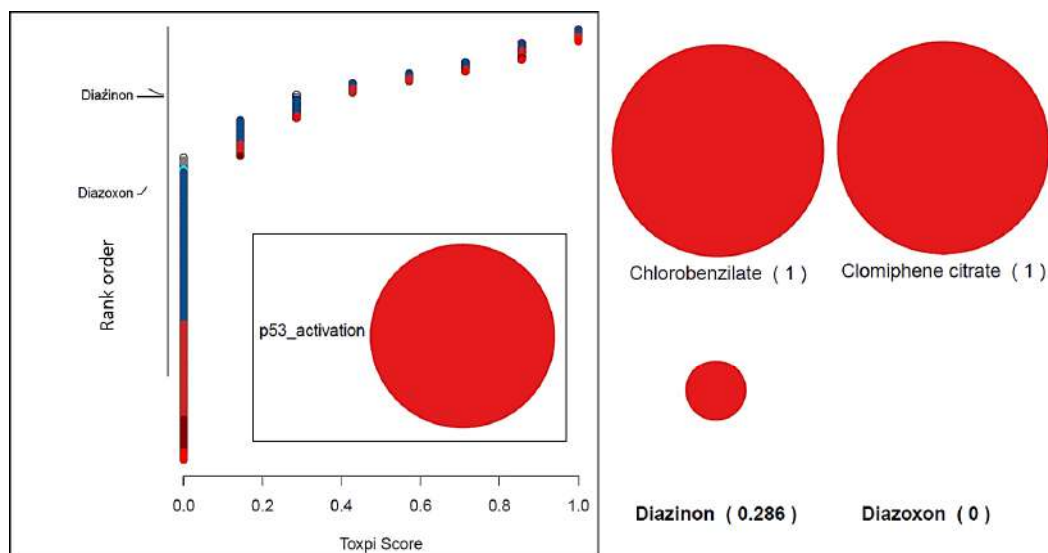 Diazinon
Diazoxon
Rank order
p53_activation
0.0 0.2 0.4 0.6 0.8 1.0
Toxpi Score
Chlorobenzilate ( 1 ) Clomiphene citrate ( 1 )
Diazinon ( 0.286 ) Diazoxon ( 0 )